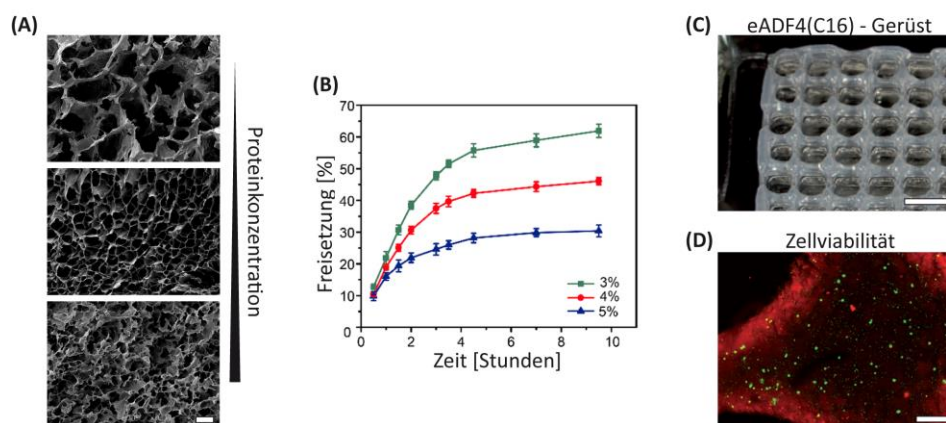 (A)
Proteinkonzentration
(B)
Freisetzung [%]
70
60
50
40
30
20
10
0
0
2
4
6
8
10
3%
4%
5%
Zeit [Stunden]
(C)
eADF4(C16) - Gerüst
(D)
Zellviabilität